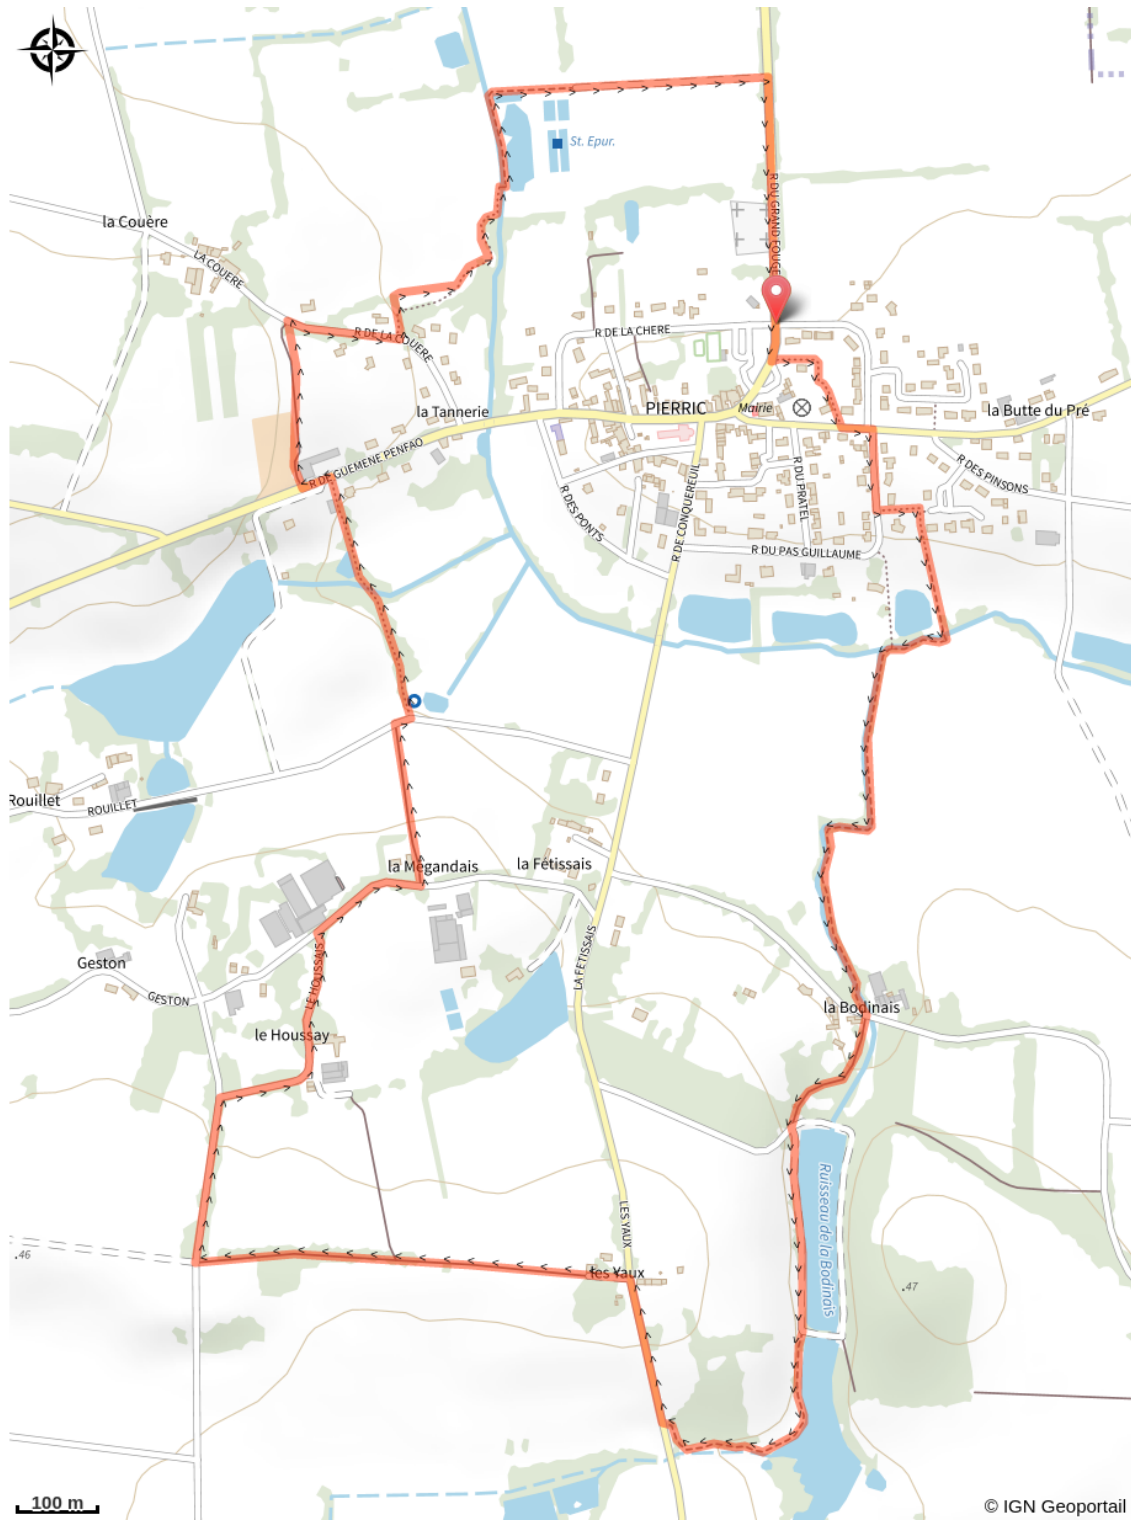 St. Epur.
R DU GRAND FOUGE
la Couère
LA COUERE
R DE LA COUERE
R DE LA CHERE
la Tannerie
PIERRIC
Mairie
la Butte du Pré
R DE GUEMENE PENFAO
R DES PINSONS
R DES PONTS
R DE CONQUEREUIL
R DU PRATEL
R DU PAS GUILLAUME
Rouillet
ROUILLET
la Mégandais
la Fétissais
Geston
GESTON
LE HOUSSAIS
LA FETISSAIS
le Houssay
la Bodinais
Ruisseau de la Bodinais
LES YAUX
.46
les Yaux
.47
100 m
© IGN Geoportail